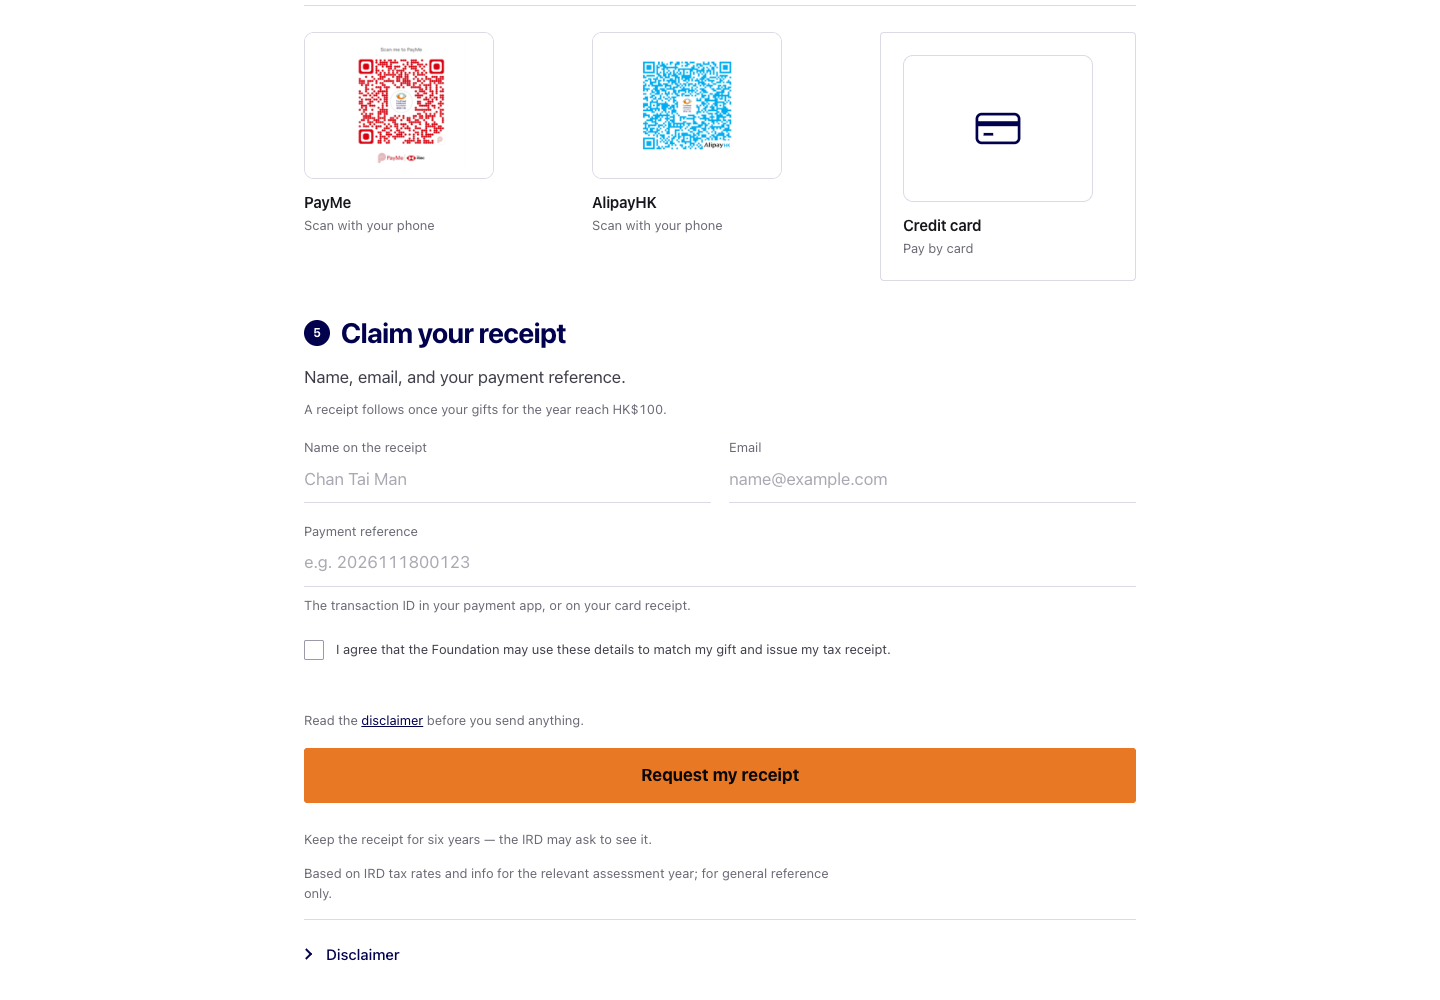 Scan me to PayMe
PayMe
AlipayHK
PayMe
Scan with your phone
AlipayHK
Scan with your phone
Credit card
Pay by card
5 Claim your receipt
Name, email, and your payment reference.
A receipt follows once your gifts for the year reach HK$100.
Name on the receipt
Email
Chan Tai Man
name@example.com
Payment reference
e.g. 2026111800123
The transaction ID in your payment app, or on your card receipt.
I agree that the Foundation may use these details to match my gift and issue my tax receipt.
Read the disclaimer before you send anything.
Request my receipt
Keep the receipt for six years — the IRD may ask to see it.
Based on IRD tax rates and info for the relevant assessment year; for general reference
only.
Disclaimer